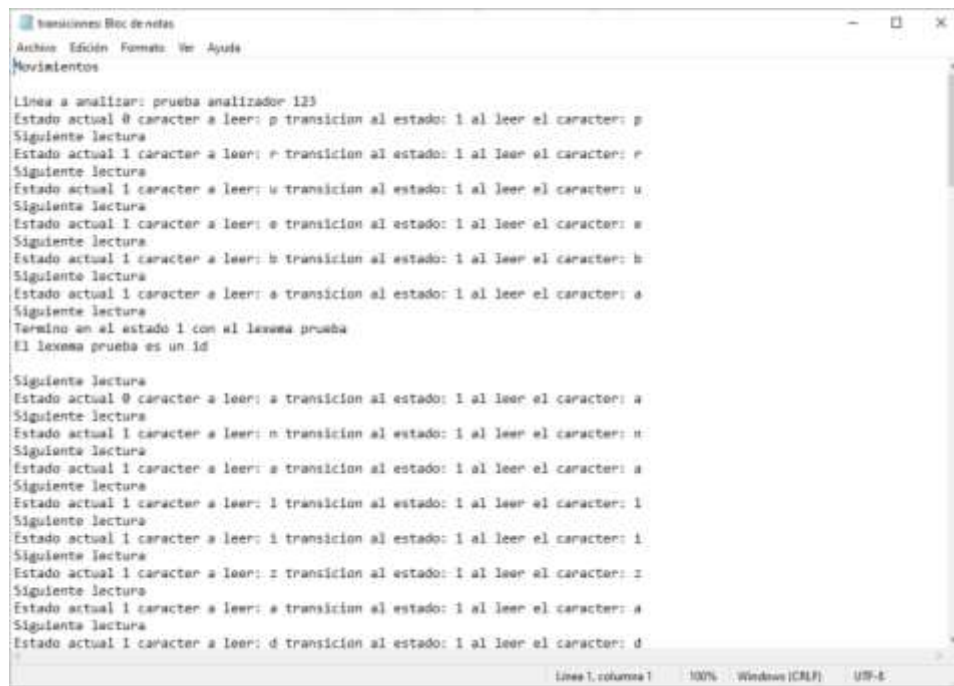 transiciones: Bloc de notas
Archivo Edición Formato Ver Ayuda
Movimientos
Linea a analizar: prueba analizador 123
Estado actual 0 caracter a leer: p transicion al estado: 1 al leer el caracter: p
Siguiente lectura
Estado actual 1 caracter a leer: r transicion al estado: 1 al leer el caracter: r
Siguiente lectura
Estado actual 1 caracter a leer: u transicion al estado: 1 al leer el caracter: u
Siguiente lectura
Estado actual 1 caracter a leer: e transicion al estado: 1 al leer el caracter: e
Siguiente lectura
Estado actual 1 caracter a leer: b transicion al estado: 1 al leer el caracter: b
Siguiente lectura
Estado actual 1 caracter a leer: a transicion al estado: 1 al leer el caracter: a
Siguiente lectura
Termino en el estado 1 con el lexema prueba
El lexema prueba es un id
Siguiente lectura
Estado actual 0 caracter a leer: a transicion al estado: 1 al leer el caracter: a
Siguiente lectura
Estado actual 1 caracter a leer: n transicion al estado: 1 al leer el caracter: n
Siguiente lectura
Estado actual 1 caracter a leer: a transicion al estado: 1 al leer el caracter: a
Siguiente lectura
Estado actual 1 caracter a leer: l transicion al estado: 1 al leer el caracter: l
Siguiente lectura
Estado actual 1 caracter a leer: i transicion al estado: 1 al leer el caracter: i
Siguiente lectura
Estado actual 1 caracter a leer: z transicion al estado: 1 al leer el caracter: z
Siguiente lectura
Estado actual 1 caracter a leer: a transicion al estado: 1 al leer el caracter: a
Siguiente lectura
Estado actual 1 caracter a leer: d transicion al estado: 1 al leer el caracter: d
Línea 1, columna 1 100% Windows (CRLF) UTF-8